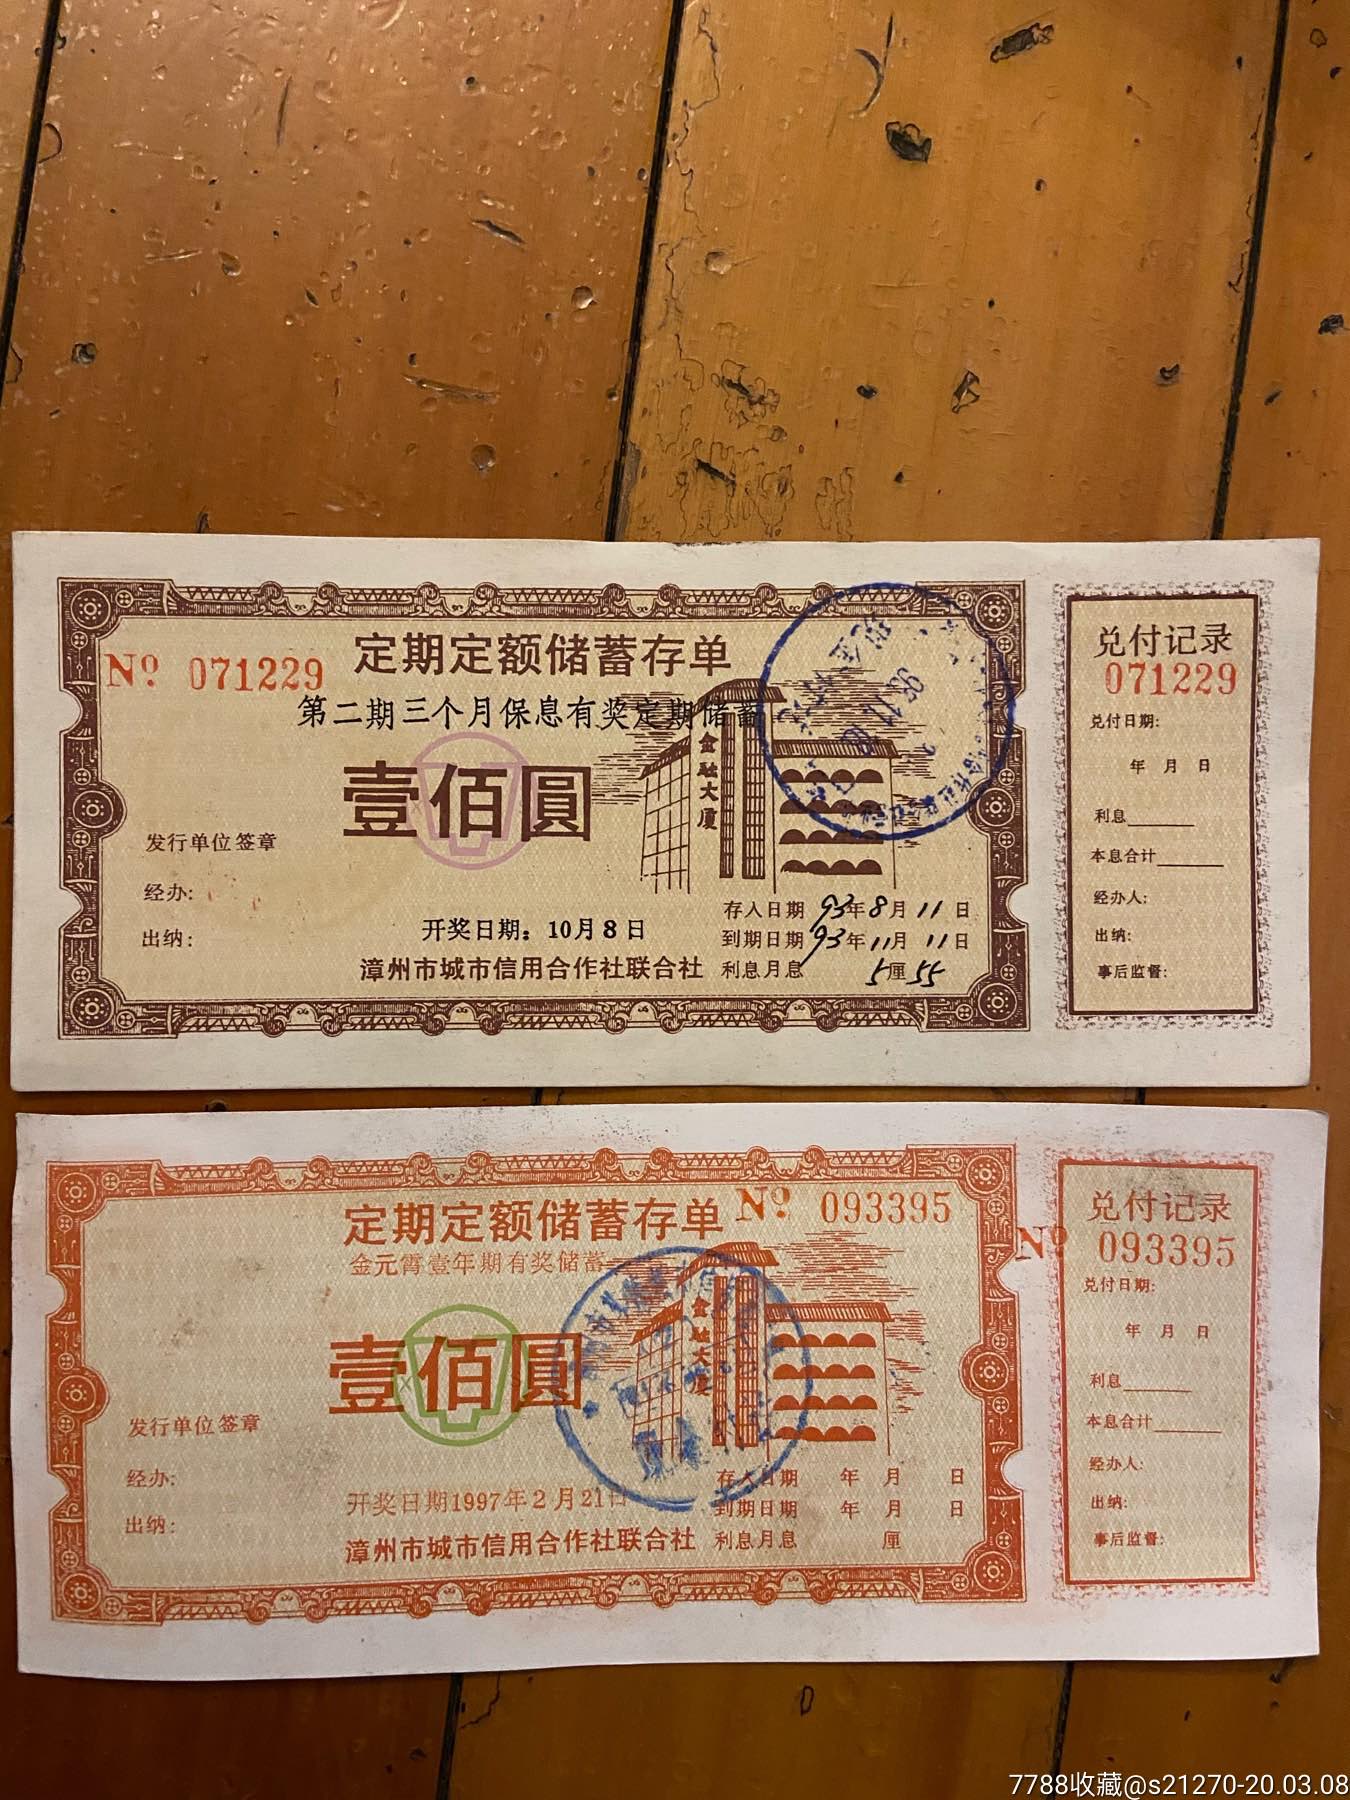 定期定额储蓄存单
№ 071229
第二期三个月保息有奖定期储蓄
壹佰圆
金融大厦
发行单位签章
经办:
出纳:
开奖日期：10月8日
漳州市城市信用合作社联合社
存入日期 93年8月11日
到期日期 93年11月11日
利息月息 5厘55
兑付记录
071229
兑付日期:
年 月 日
利息
本息合计
经办人:
出纳:
事后监督:
定期定额储蓄存单
№ 093395
金元霄壹年期有奖储蓄
壹佰圆
金融大厦
发行单位签章
经办:
出纳:
开奖日期1997年2月21日
漳州市城市信用合作社联合社
存入日期 年 月 日
到期日期 年 月 日
利息月息 厘
兑付记录
№ 093395
兑付日期:
年 月 日
利息
本息合计
经办人:
出纳:
事后监督:
7788收藏@s21270-20.03.08